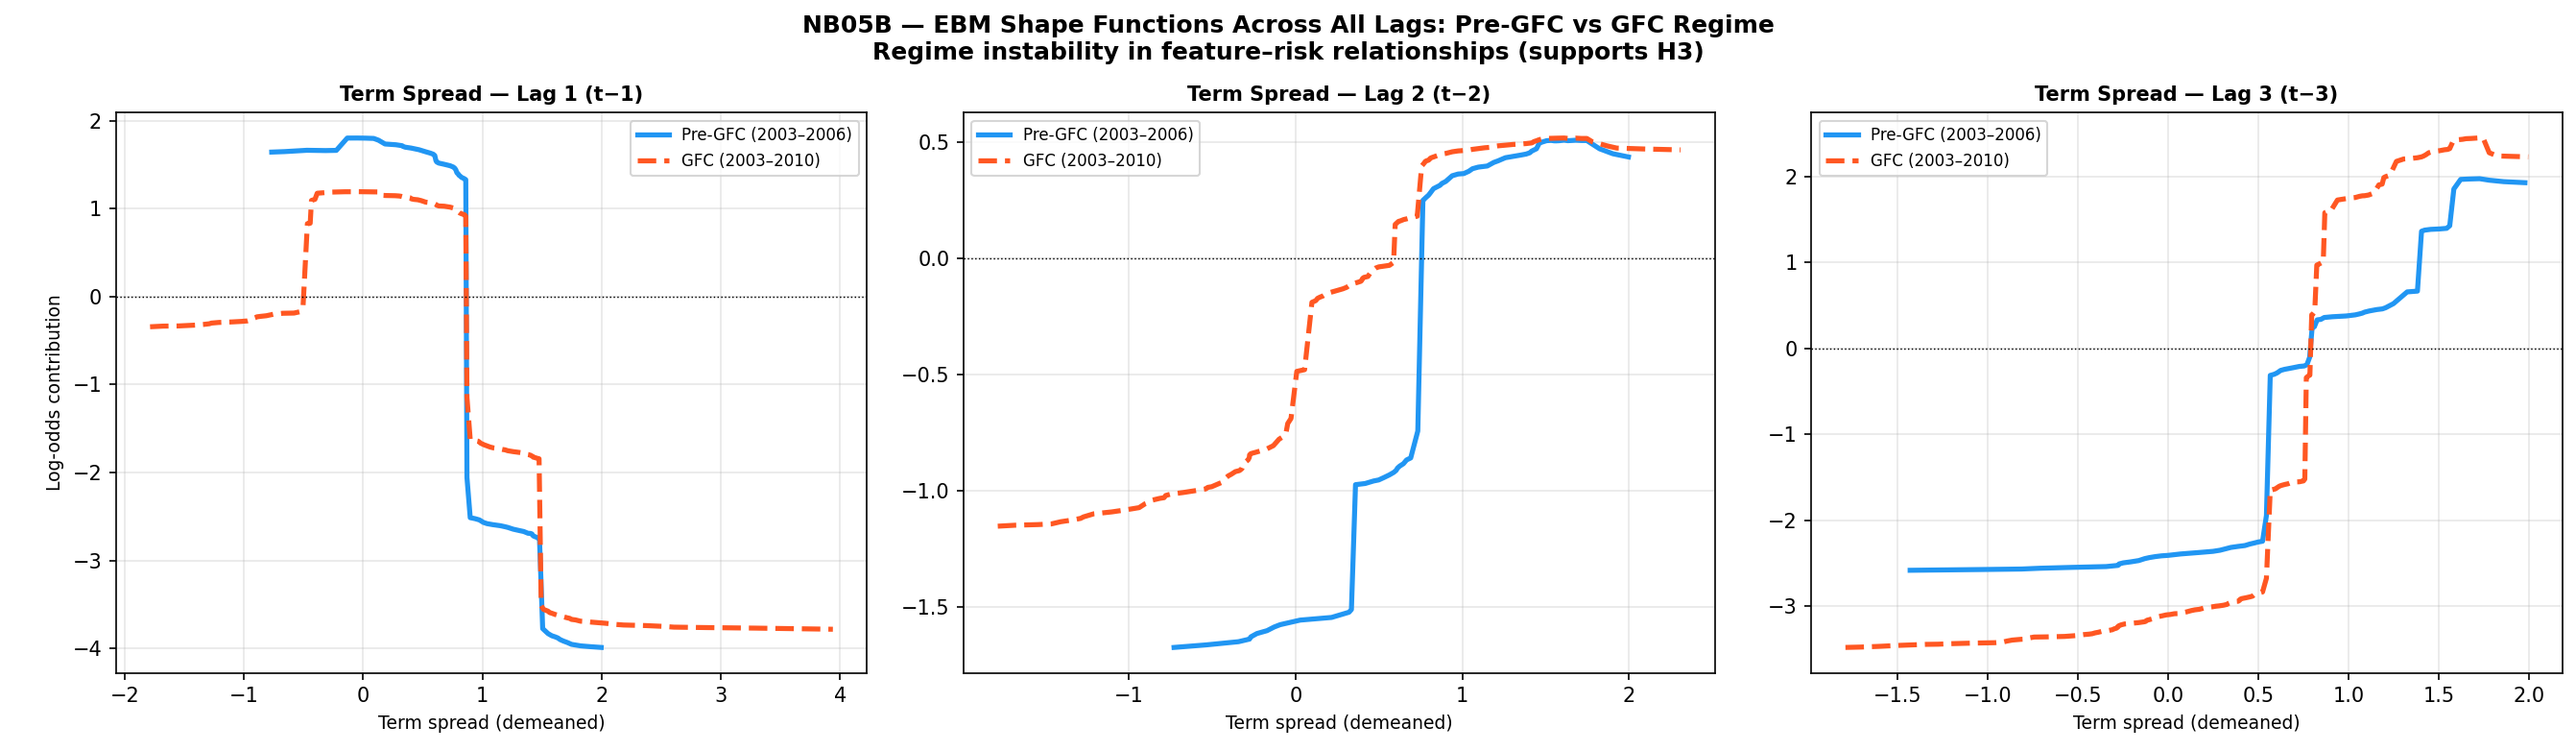 NB05B — EBM Shape Functions Across All Lags: Pre-GFC vs GFC Regime
Regime instability in feature–risk relationships (supports H3)
Term Spread — Lag 1 (t−1)
2
1
0
−1
−2
−3
−4
Log-odds contribution
Pre-GFC (2003–2006)
GFC (2003–2010)
−2
−1
0
1
2
3
4
Term spread (demeaned)
Term Spread — Lag 2 (t−2)
0.5
0.0
−0.5
−1.0
−1.5
Pre-GFC (2003–2006)
GFC (2003–2010)
−1
0
1
2
Term spread (demeaned)
Term Spread — Lag 3 (t−3)
2
1
0
−1
−2
−3
Pre-GFC (2003–2006)
GFC (2003–2010)
−1.5
−1.0
−0.5
0.0
0.5
1.0
1.5
2.0
Term spread (demeaned)